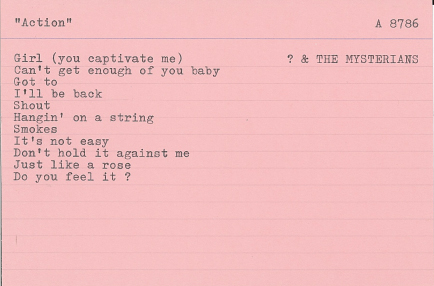 "Action" A 8786
Girl (you captivate me) ? & THE MYSTERIANS
Can't get enough of you baby
Got to
I'll be back
Shout
Hangin' on a string
Smokes
It's not easy
Don't hold it against me
Just like a rose
Do you feel it ?